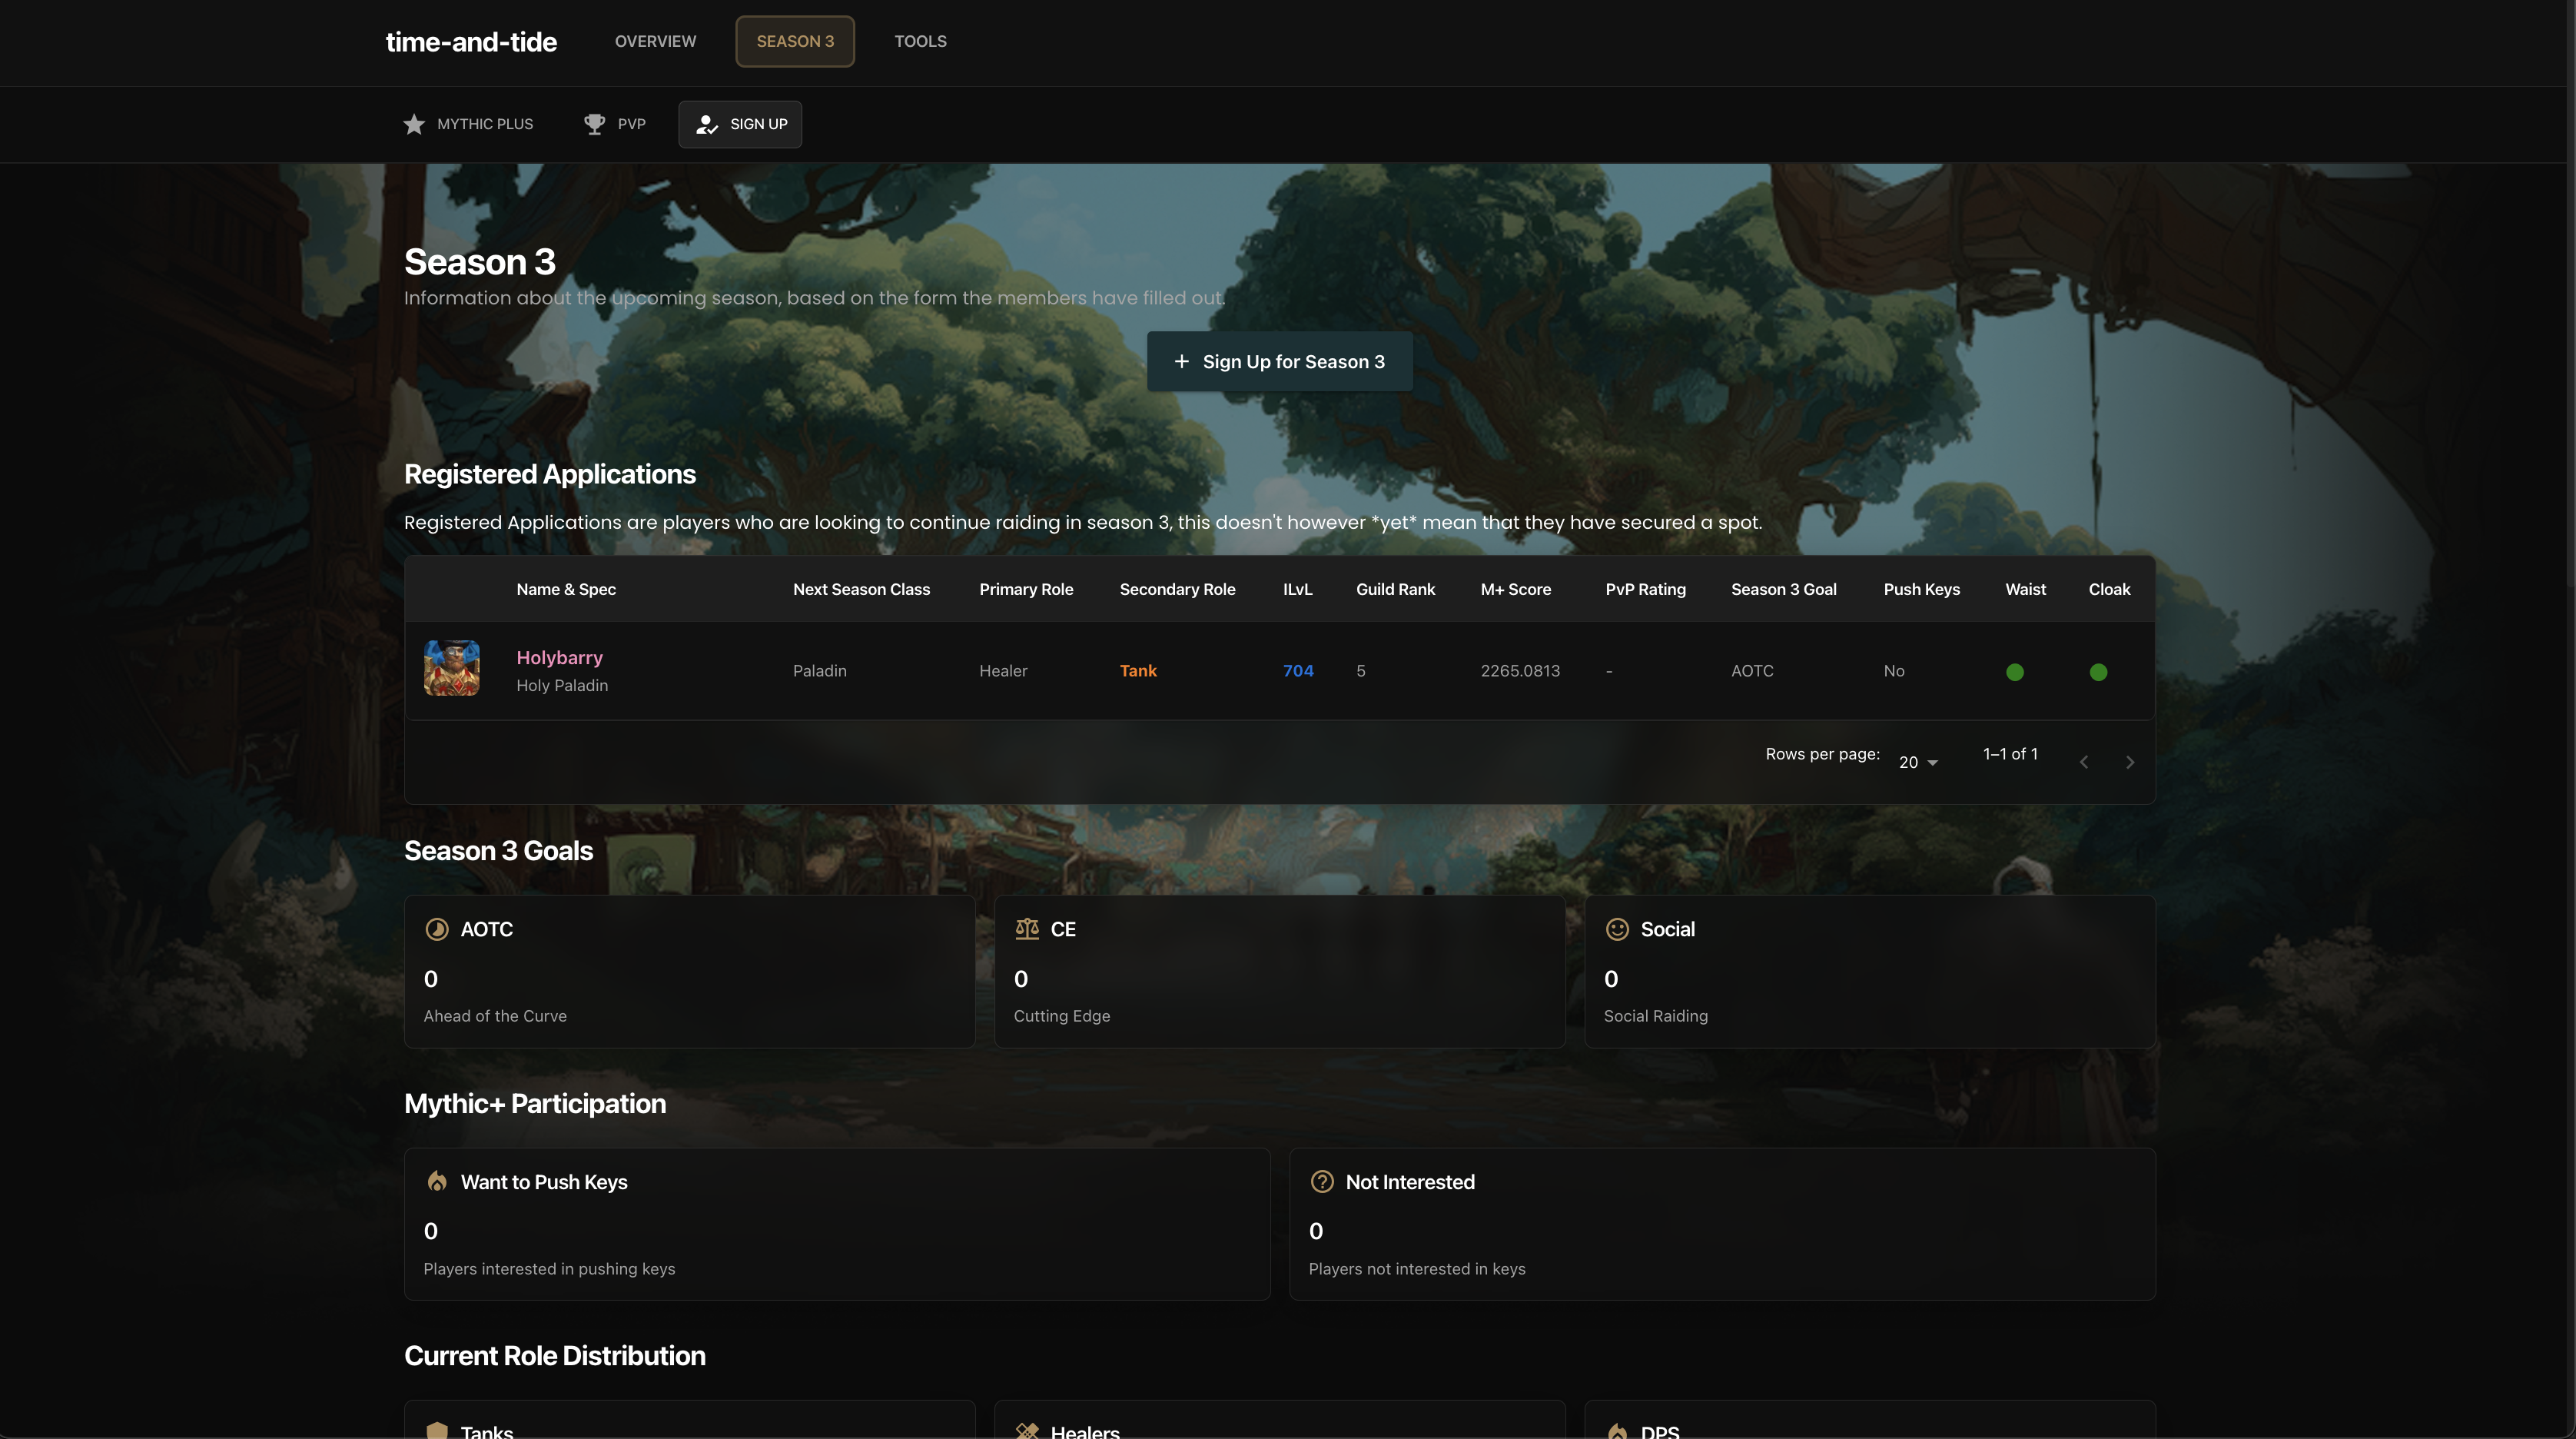 time-and-tide OVERVIEW SEASON 3 TOOLS
MYTHIC PLUS PVP SIGN UP
Season 3
Information about the upcoming season, based on the form the members have filled out.
+ Sign Up for Season 3
Registered Applications
Registered Applications are players who are looking to continue raiding in season 3, this doesn't however *yet* mean that they have secured a spot.
Name & Spec Next Season Class Primary Role Secondary Role ILvL Guild Rank M+ Score PvP Rating Season 3 Goal Push Keys Waist Cloak
Holybarry
Holy Paladin
Paladin Healer Tank 704 5 2265.0813 - AOTC No
Rows per page: 20 1–1 of 1
Season 3 Goals
AOTC
0
Ahead of the Curve
CE
0
Cutting Edge
Social
0
Social Raiding
Mythic+ Participation
Want to Push Keys
0
Players interested in pushing keys
Not Interested
0
Players not interested in keys
Current Role Distribution
Tanks
Healers
DPS